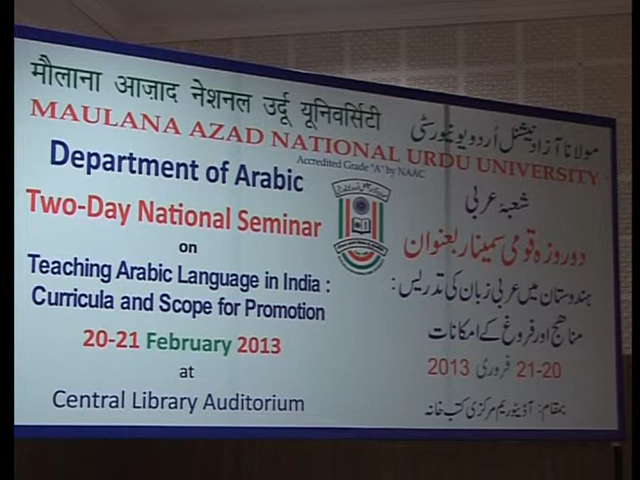 मौलाना आज़ाद नेशनल उर्दू यूनिवर्सिटी
مولانا آزاد نیشنل اُردو یونیورسٹی
MAULANA AZAD NATIONAL URDU UNIVERSITY
Accredited Grade "A" by NAAC
Department of Arabic
Two-Day National Seminar
on
Teaching Arabic Language in India :
Curricula and Scope for Promotion
20-21 February 2013
at
Central Library Auditorium
شعبۂ عربی
دو روزہ قومی سمینار بعنوان
ہندوستان میں عربی زبان کی تدریس :
مناھج اور فروغ کے امکانات
20-21 فروری 2013
بمقام : آڈیٹوریم مرکزی کتب خانہ